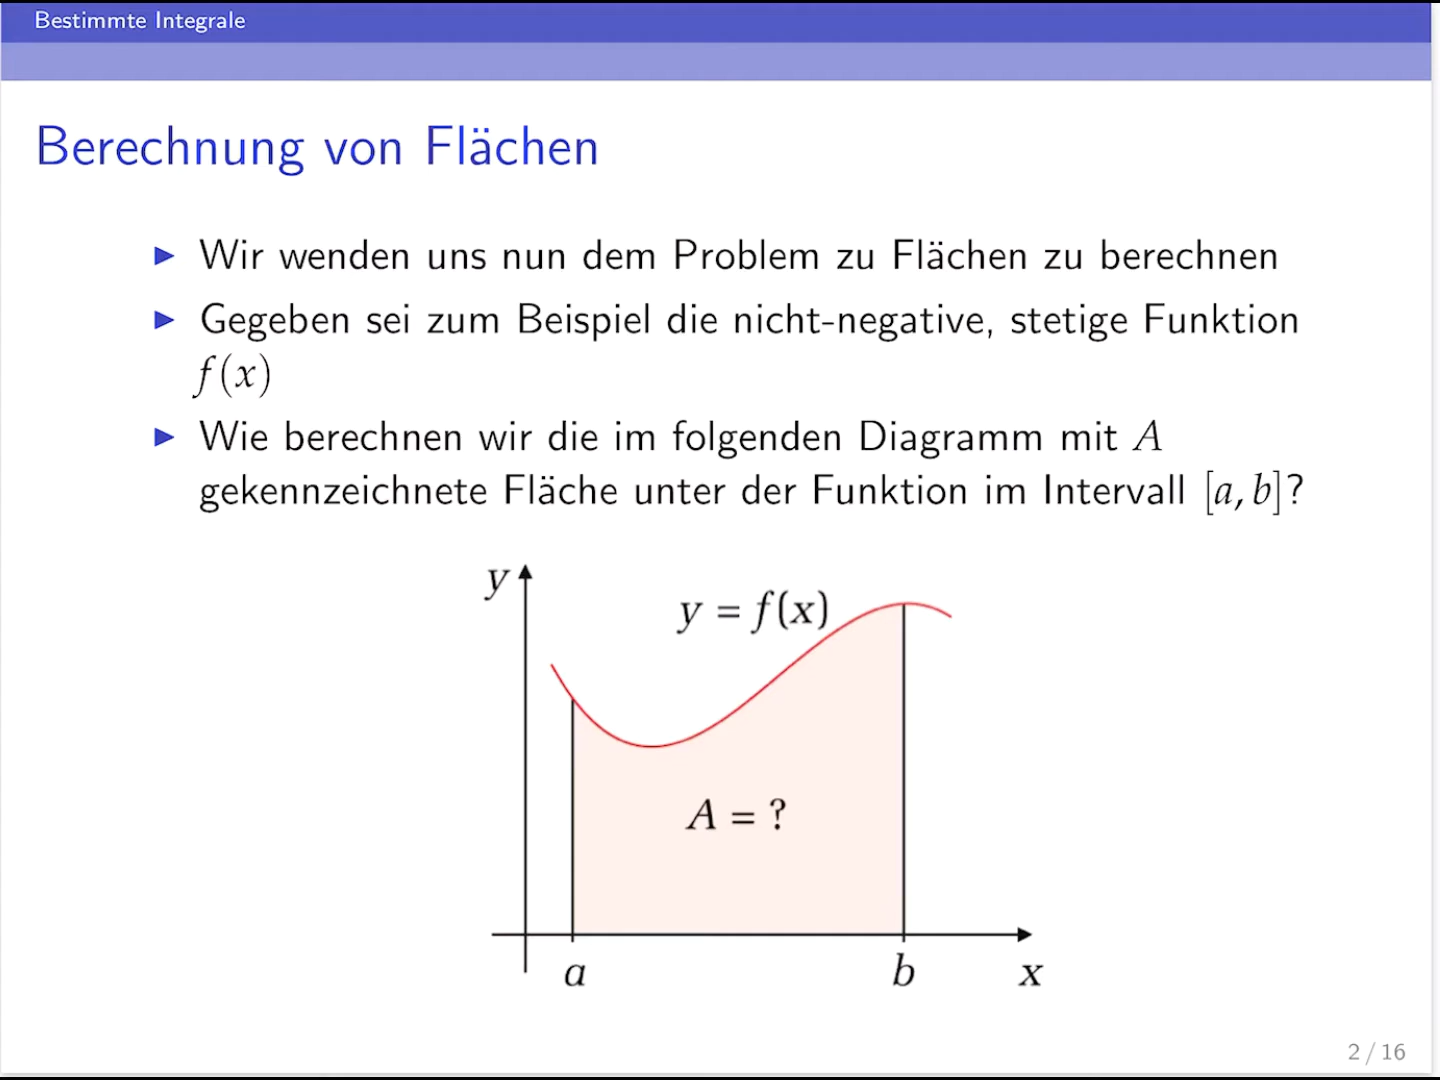 Bestimmte Integrale
Berechnung von Flächen
▶ Wir wenden uns nun dem Problem zu Flächen zu berechnen
▶ Gegeben sei zum Beispiel die nicht-negative, stetige Funktion
f(x)
▶ Wie berechnen wir die im folgenden Diagramm mit A
gekennzeichnete Fläche unter der Funktion im Intervall [a, b]?
y
y = f(x)
A = ?
a
b
x
2 / 16